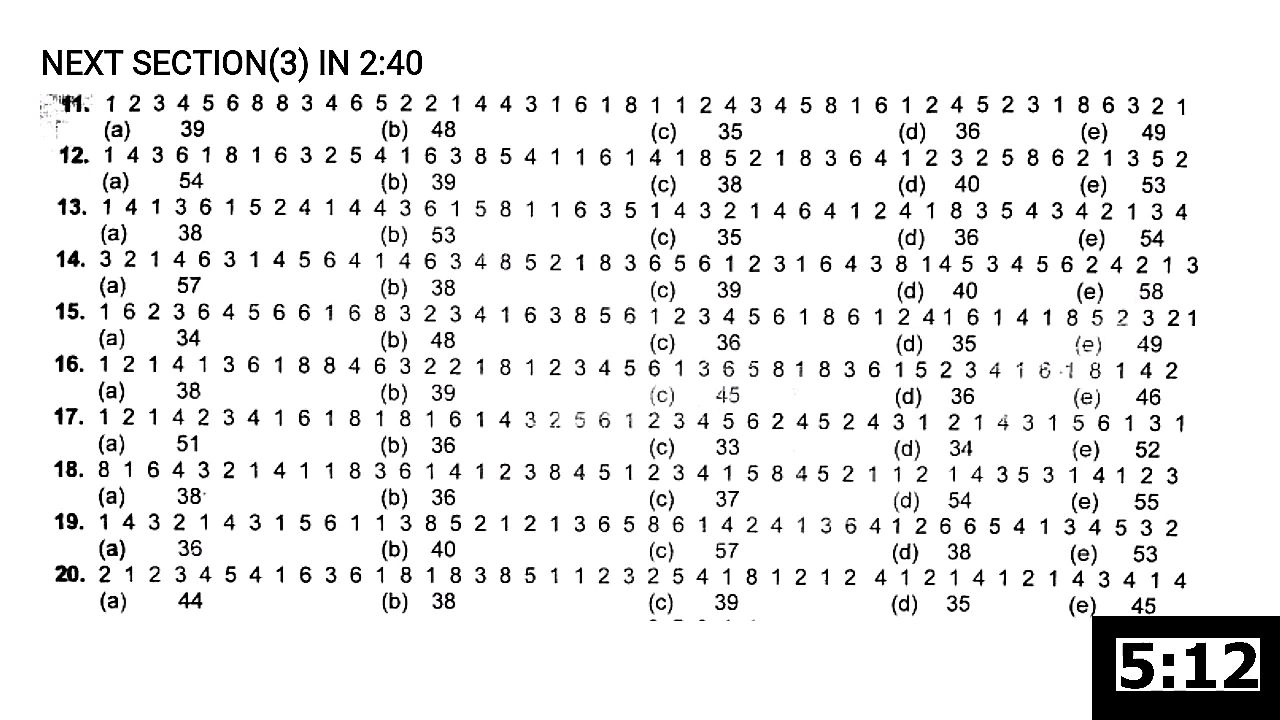 NEXT SECTION(3) IN 2:40
11. 1 2 3 4 5 6 8 8 3 4 6 5 2 2 1 4 4 3 1 6 1 8 1 1 2 4 3 4 5 8 1 6 1 2 4 5 2 3 1 8 6 3 2 1
(a) 39 (b) 48 (c) 35 (d) 36 (e) 49
12. 1 4 3 6 1 8 1 6 3 2 5 4 1 6 3 8 5 4 1 1 6 1 4 1 8 5 2 1 8 3 6 4 1 2 3 2 5 8 6 2 1 3 5 2
(a) 54 (b) 39 (c) 38 (d) 40 (e) 53
13. 1 4 1 3 6 1 5 2 4 1 4 4 3 6 1 5 8 1 1 6 3 5 1 4 3 2 1 4 6 4 1 2 4 1 8 3 5 4 3 4 2 1 3 4
(a) 38 (b) 53 (c) 35 (d) 36 (e) 54
14. 3 2 1 4 6 3 1 4 5 6 4 1 4 6 3 4 8 5 2 1 8 3 6 5 6 1 2 3 1 6 4 3 8 1 4 5 3 4 5 6 2 4 2 1 3
(a) 57 (b) 38 (c) 39 (d) 40 (e) 58
15. 1 6 2 3 6 4 5 6 6 1 6 8 3 2 3 4 1 6 3 8 5 6 1 2 3 4 5 6 1 8 6 1 2 4 1 6 1 4 1 8 5 2 3 2 1
(a) 34 (b) 48 (c) 36 (d) 35 (e) 49
16. 1 2 1 4 1 3 6 1 8 8 4 6 3 2 2 1 8 1 2 3 4 5 6 1 3 6 5 8 1 8 3 6 1 5 2 3 4 1 6 1 8 1 4 2
(a) 38 (b) 39 (c) 45 (d) 36 (e) 46
17. 1 2 1 4 2 3 4 1 6 1 8 1 8 1 6 1 4 3 2 5 6 1 2 3 4 5 6 2 4 5 2 4 3 1 2 1 4 3 1 5 6 1 3 1
(a) 51 (b) 36 (c) 33 (d) 34 (e) 52
18. 8 1 6 4 3 2 1 4 1 1 8 3 6 1 4 1 2 3 8 4 5 1 2 3 4 1 5 8 4 5 2 1 1 2 1 4 3 5 3 1 4 1 2 3
(a) 38 (b) 36 (c) 37 (d) 54 (e) 55
19. 1 4 3 2 1 4 3 1 5 6 1 1 3 8 5 2 1 2 1 3 6 5 8 6 1 4 2 4 1 3 6 4 1 2 6 6 5 4 1 3 4 5 3 2
(a) 36 (b) 40 (c) 57 (d) 38 (e) 53
20. 2 1 2 3 4 5 4 1 6 3 6 1 8 1 8 3 8 5 1 1 2 3 2 5 4 1 8 1 2 1 2 4 1 2 1 4 1 2 1 4 3 4 1 4
(a) 44 (b) 38 (c) 39 (d) 35 (e) 45
5:12